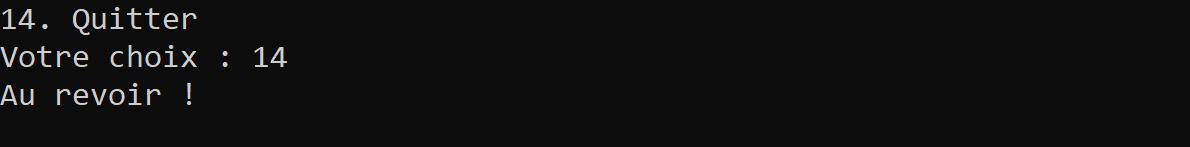 14. Quitter
Votre choix : 14
Au revoir !